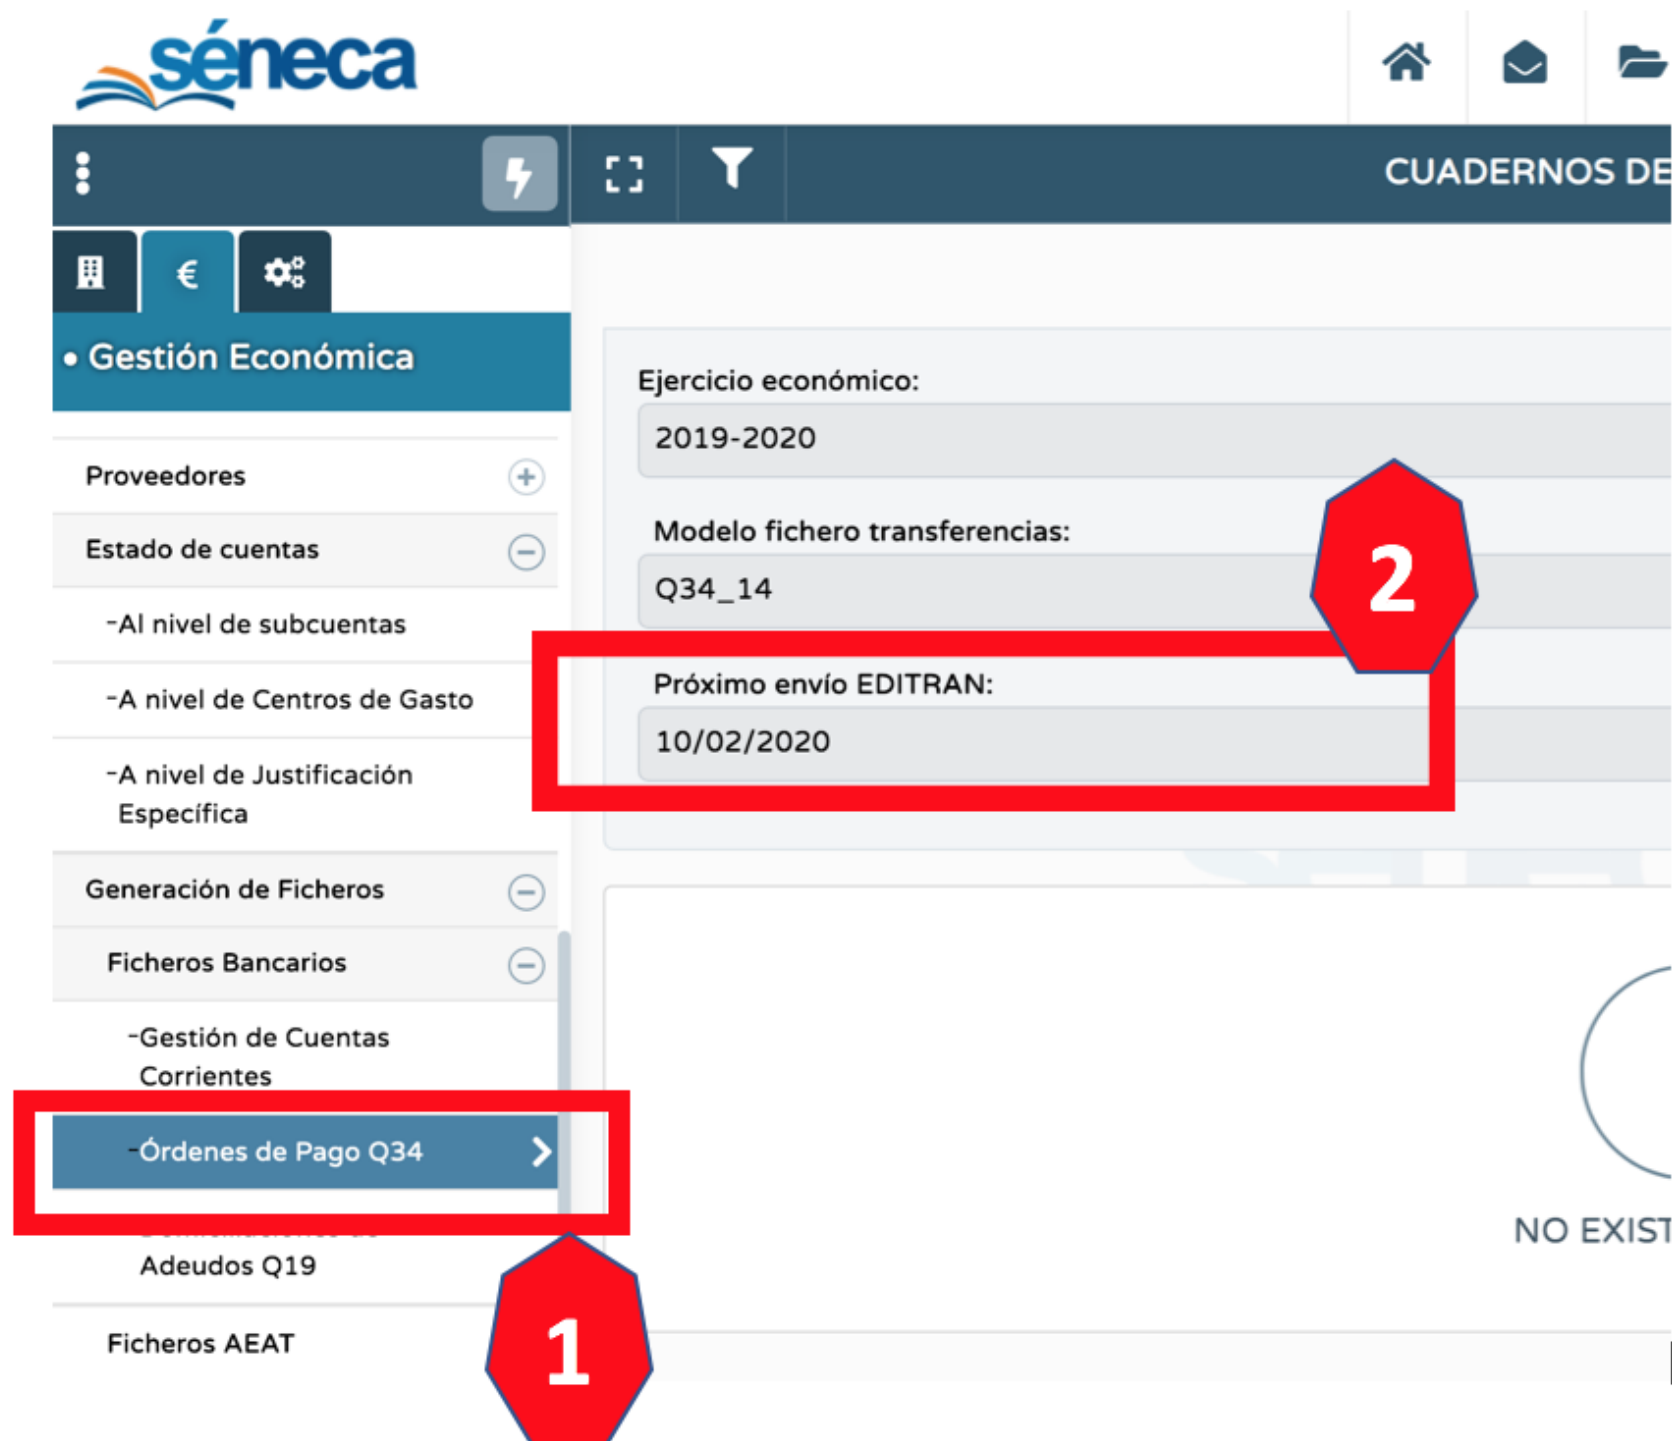 séneca
CUADERNOS DE
€
• Gestión Económica
Proveedores
Estado de cuentas
-Al nivel de subcuentas
-A nivel de Centros de Gasto
-A nivel de Justificación
Específica
Generación de Ficheros
Ficheros Bancarios
-Gestión de Cuentas
Corrientes
-Órdenes de Pago Q34
Adeudos Q19
Ficheros AEAT
1
Ejercicio económico:
2019-2020
Modelo fichero transferencias:
Q34_14
Próximo envío EDITRAN:
10/02/2020
2
NO EXIST